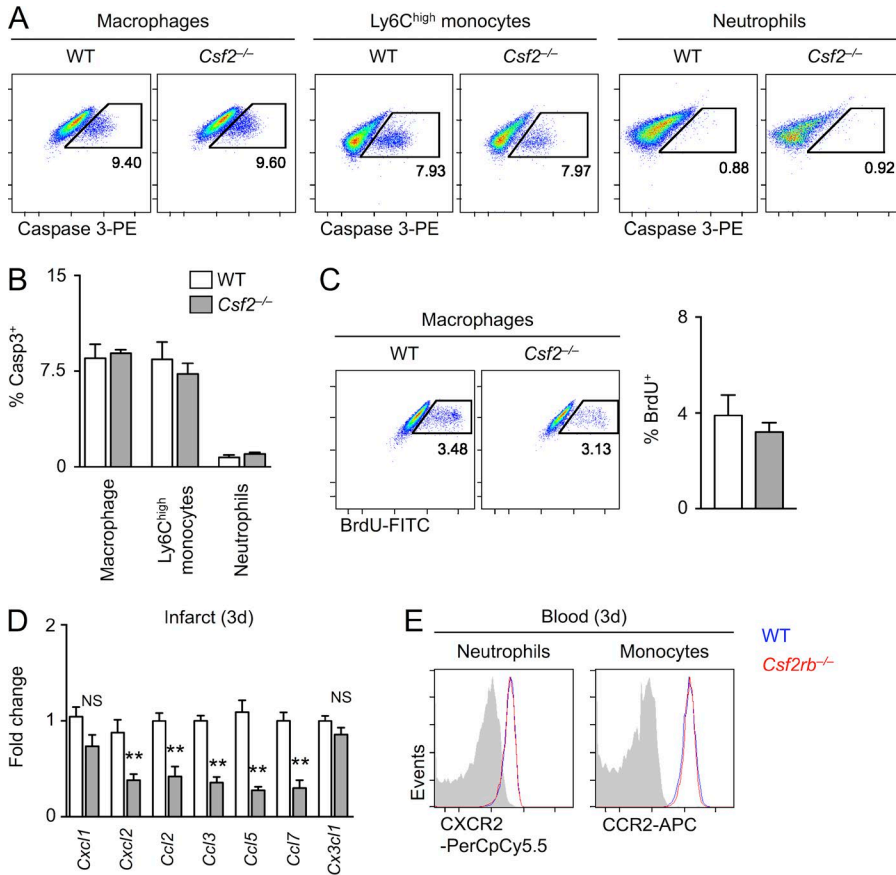 A
Macrophages
Ly6Chigh monocytes
Neutrophils
WT
Csf2–/–
WT
Csf2–/–
WT
Csf2–/–
9.40
9.60
7.93
7.97
0.88
0.92
Caspase 3-PE
Caspase 3-PE
Caspase 3-PE
B
% Casp3+
15
7.5
0
WT
Csf2–/–
Macrophage
Ly6Chigh
monocytes
Neutrophils
C
Macrophages
WT
Csf2–/–
3.48
3.13
BrdU-FITC
% BrdU+
8
4
0
D
Infarct (3d)
Fold change
2
1
0
NS
**
**
**
**
**
NS
Cxcl1
Cxcl2
Ccl2
Ccl3
Ccl5
Ccl7
Cx3cl1
E
Blood (3d)
Neutrophils
Monocytes
WT
Csf2rb–/–
Events
CXCR2
-PerCpCy5.5
CCR2-APC